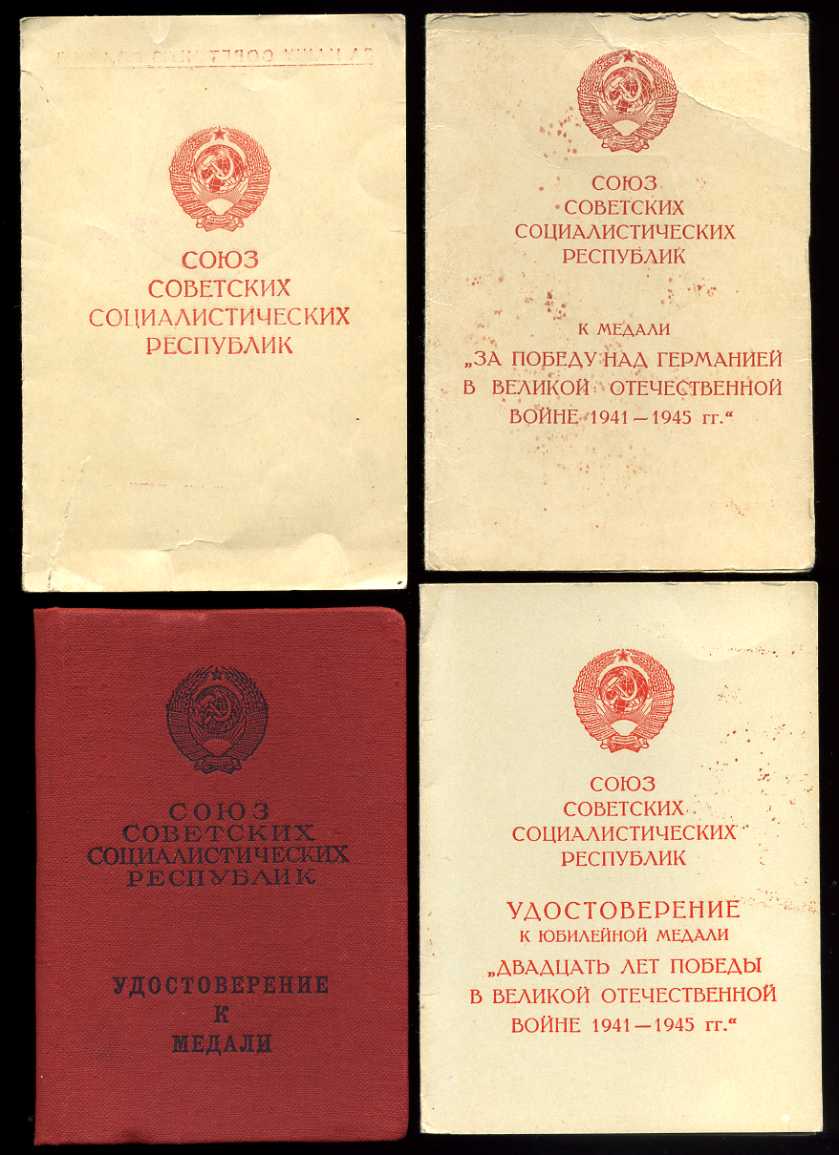 СОЮЗ
СОВЕТСКИХ
СОЦИАЛИСТИЧЕСКИХ
РЕСПУБЛИК
СОЮЗ
СОВЕТСКИХ
СОЦИАЛИСТИЧЕСКИХ
РЕСПУБЛИК
К МЕДАЛИ
„ЗА ПОБЕДУ НАД ГЕРМАНИЕЙ
В ВЕЛИКОЙ ОТЕЧЕСТВЕННОЙ
ВОЙНЕ 1941—1945 гг.“
СОЮЗ
СОВЕТСКИХ
СОЦИАЛИСТИЧЕСКИХ
РЕСПУБЛИК
УДОСТОВЕРЕНИЕ
К
МЕДАЛИ
СОЮЗ
СОВЕТСКИХ
СОЦИАЛИСТИЧЕСКИХ
РЕСПУБЛИК
УДОСТОВЕРЕНИЕ
К ЮБИЛЕЙНОЙ МЕДАЛИ
„ДВАДЦАТЬ ЛЕТ ПОБЕДЫ
В ВЕЛИКОЙ ОТЕЧЕСТВЕННОЙ
ВОЙНЕ 1941—1945 гг.“